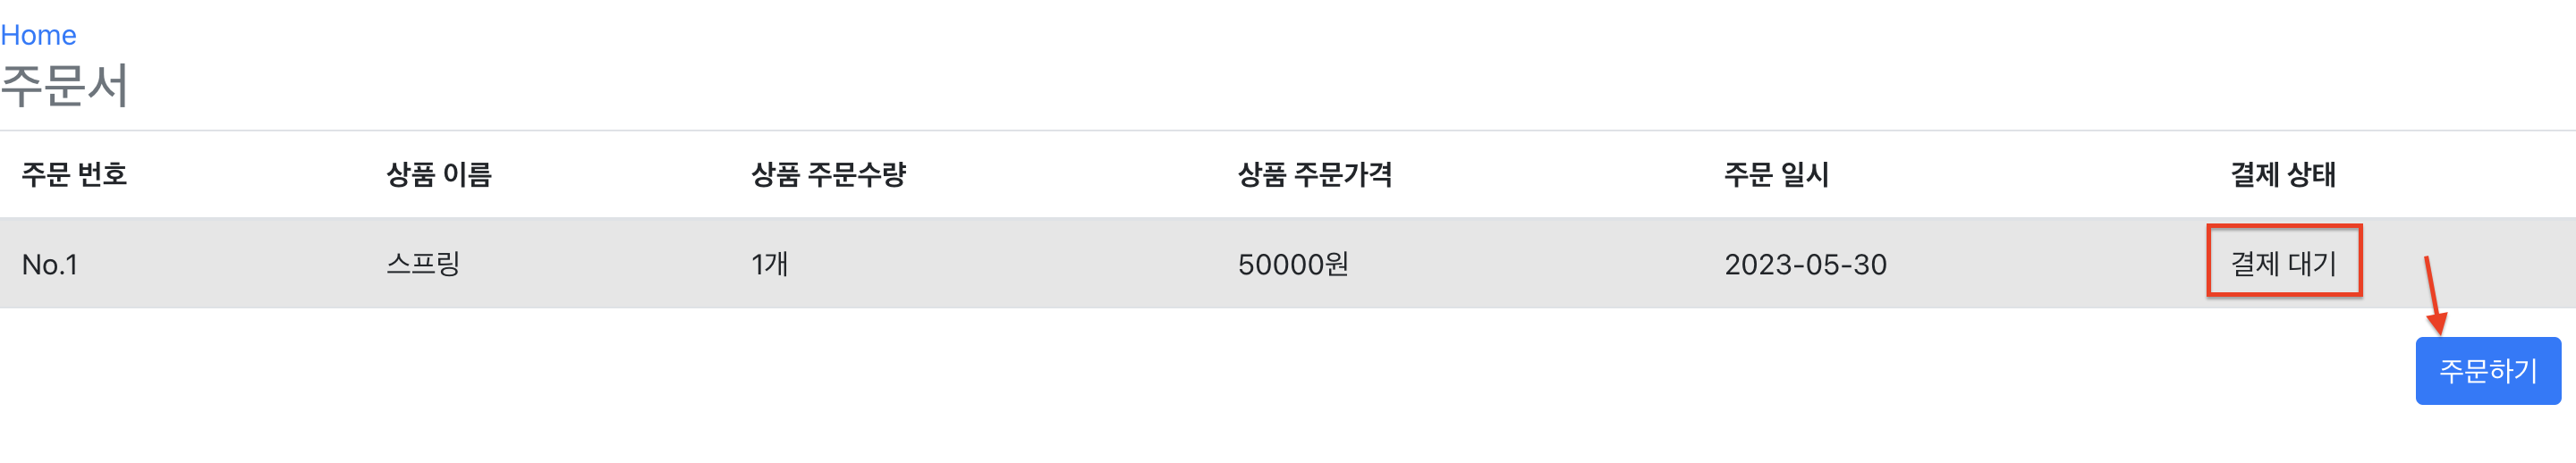 Home
주문서
주문 번호 상품 이름 상품 주문수량 상품 주문가격 주문 일시 결제 상태
No.1 스프링 1개 50000원 2023-05-30 결제 대기
주문하기